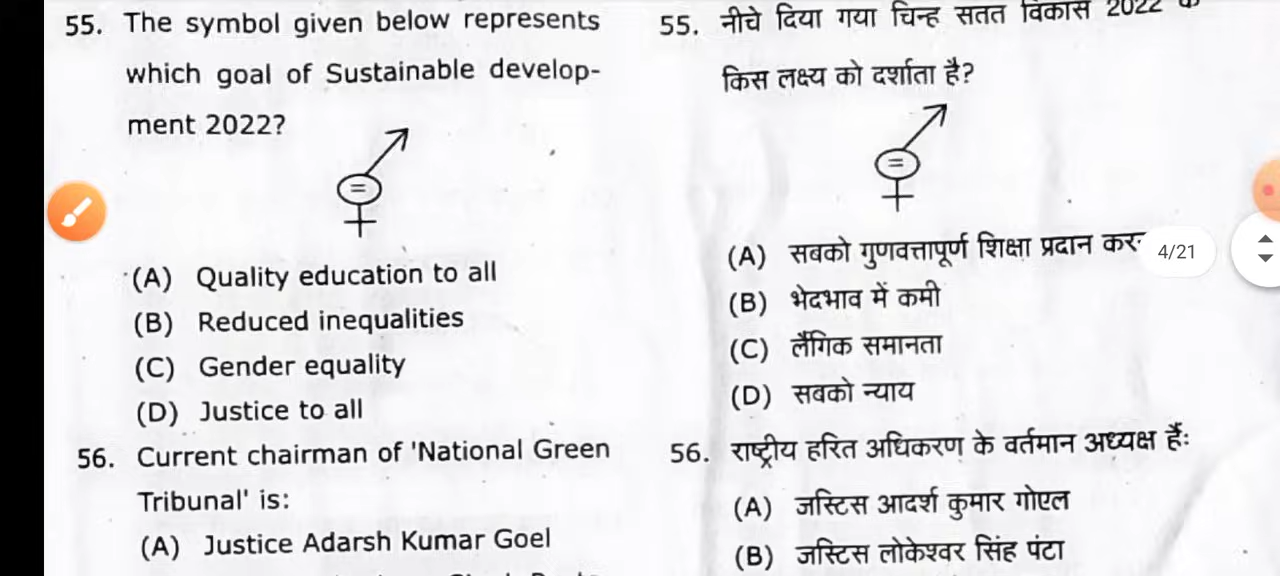 55. The symbol given below represents
which goal of Sustainable develop-
ment 2022?
=
(A) Quality education to all
(B) Reduced inequalities
(C) Gender equality
(D) Justice to all
56. Current chairman of 'National Green
Tribunal' is:
(A) Justice Adarsh Kumar Goel
55. नीचे दिया गया चिन्ह सतत विकास 2022
किस लक्ष्य को दर्शाता है?
=
(A) सबको गुणवत्तापूर्ण शिक्षा प्रदान
(B) भेदभाव में कमी
(C) लैंगिक समानता
(D) सबको न्याय
56. राष्ट्रीय हरित अधिकरण के वर्तमान अध्यक्ष हैं:
(A) जस्टिस आदर्श कुमार गोएल
(B) जस्टिस लोकेश्वर सिंह पंटा
4/21